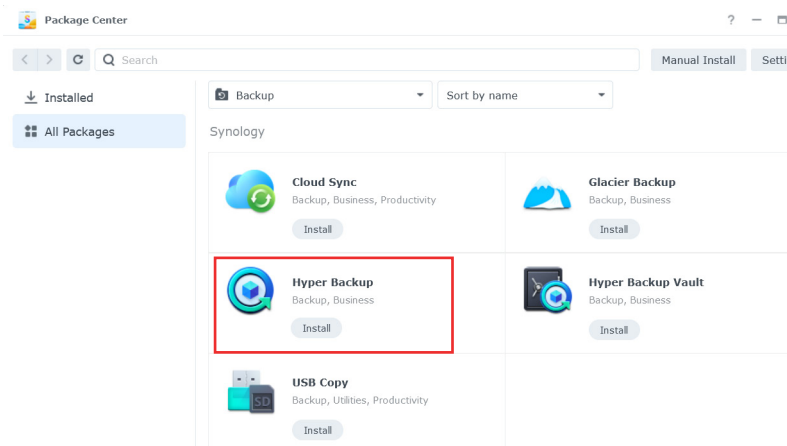 Package Center
?
Search
Manual Install
Setti
Installed
Backup
Sort by name
All Packages
Synology
Cloud Sync
Backup, Business, Productivity
Install
Glacier Backup
Backup, Business
Install
Hyper Backup
Backup, Business
Install
Hyper Backup Vault
Backup, Business
Install
USB Copy
Backup, Utilities, Productivity
SD
Install